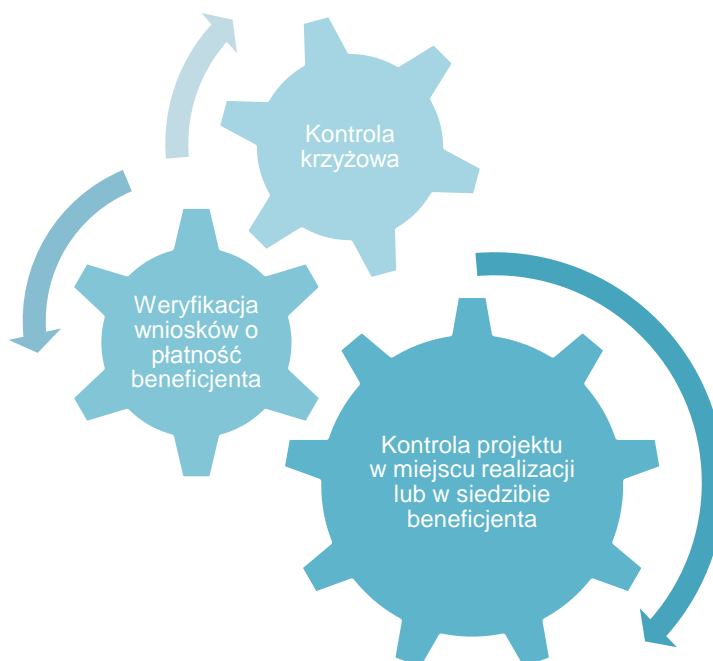 Kontrola
krzyżowa
Weryfikacja
wniosków o
płatność
beneficjenta
Kontrola projektu
w miejscu realizacji
lub w siedzibie
beneficjenta